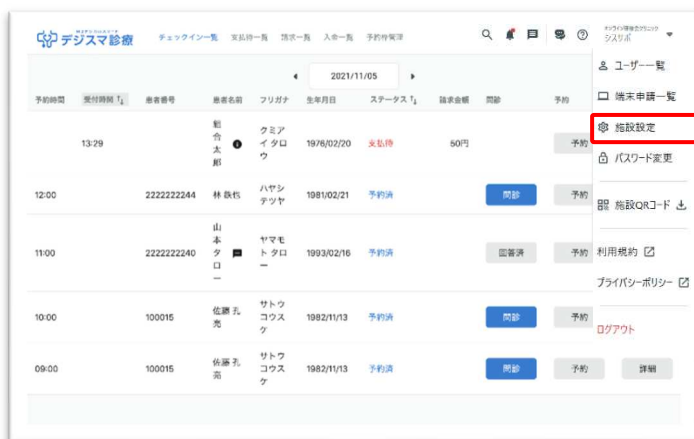 デジスマ診療
チェックイン一覧 支払待一覧 請求一覧 入金一覧 予約枠管理
シスリポ
2021/11/05
予約時間 受付時間 患者番号 患者名前 フリガナ 生年月日 ステータス 請求金額 問診 予約
13:29 組合太郎 クミアイ タロウ 1976/02/20 支払待 50円 予約
12:00 2222222244 林 鉄也 ハヤシ テツヤ 1981/02/21 予約済 問診 予約
11:00 2222222240 山本タロー ヤマモト タロー 1993/02/16 予約済 回答済 予約
10:00 100015 佐藤 孔亮 サトウ コウスケ 1982/11/13 予約済 問診 予約
09:00 100015 佐藤 孔亮 サトウ コウスケ 1982/11/13 予約済 問診 予約 詳細
ユーザー一覧
端末申請一覧
施設設定
パスワード変更
施設QRコード
利用規約
プライバシーポリシー
ログアウト